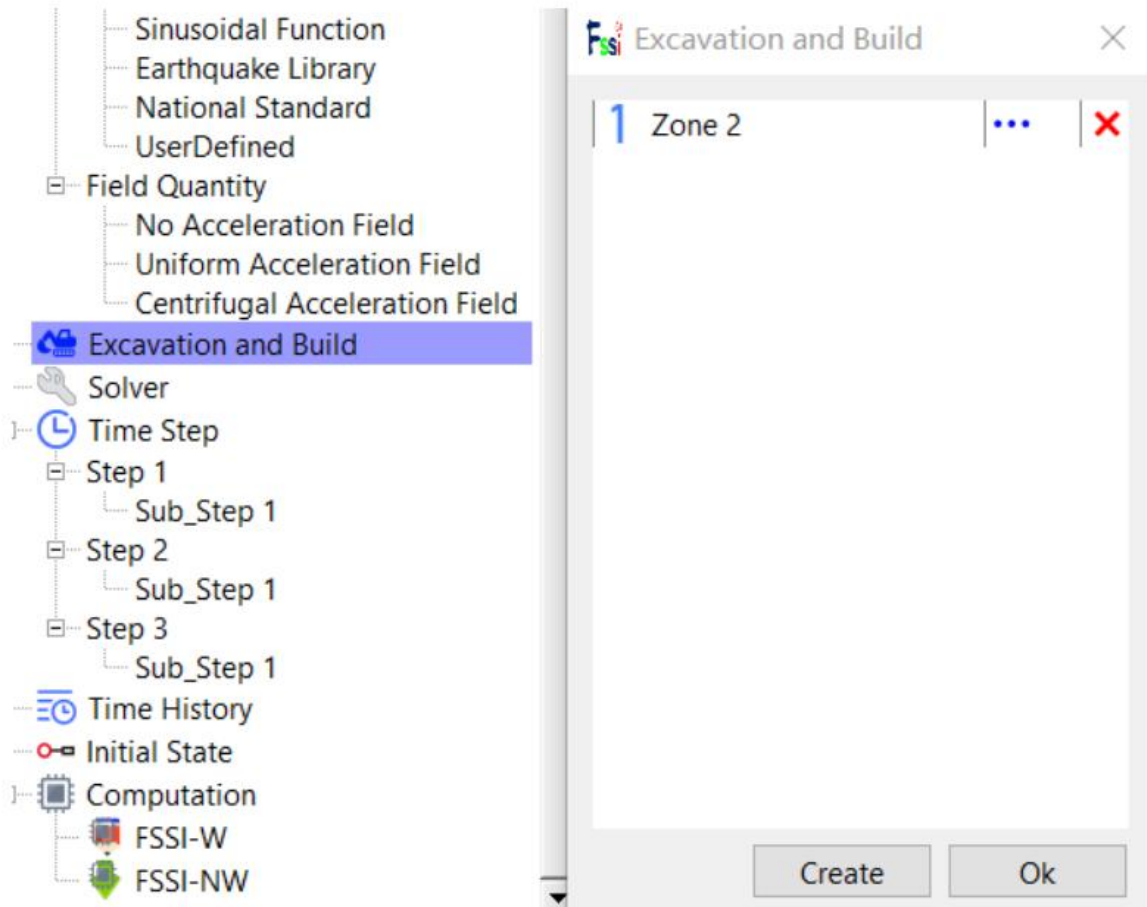 Sinusoidal Function
Earthquake Library
National Standard
UserDefined
Field Quantity
No Acceleration Field
Uniform Acceleration Field
Centrifugal Acceleration Field
Excavation and Build
Solver
Time Step
Step 1
Sub_Step 1
Step 2
Sub_Step 1
Step 3
Sub_Step 1
Time History
Initial State
Computation
FSSI-W
FSSI-NW
Fssi Excavation and Build
1 Zone 2 ...
Create Ok